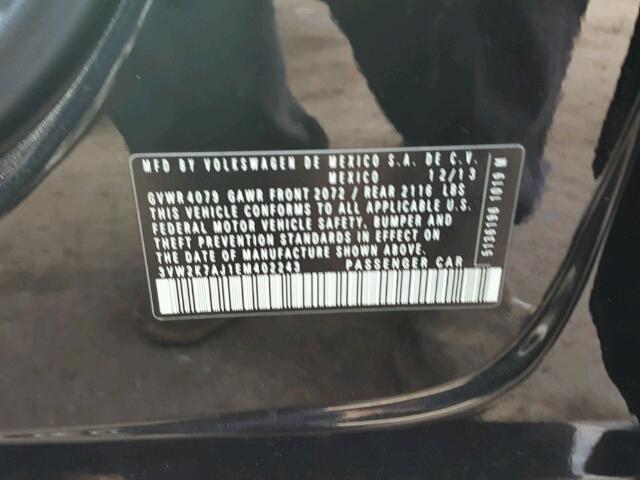 MFD BY VOLKSWAGEN DE MEXICO S.A. DE C.V.
MEXICO 12/13
GVWR 4079 GAWR FRONT 2072 / REAR 2116 LBS
THIS VEHICLE CONFORMS TO ALL APPLICABLE U.S.
FEDERAL MOTOR VEHICLE SAFETY, BUMPER AND
THEFT PREVENTION STANDARDS IN EFFECT ON
THE DATE OF MANUFACTURE SHOWN ABOVE.
3VW2K7AJ1EM402243 PASSENGER CAR
5136196 1019 M